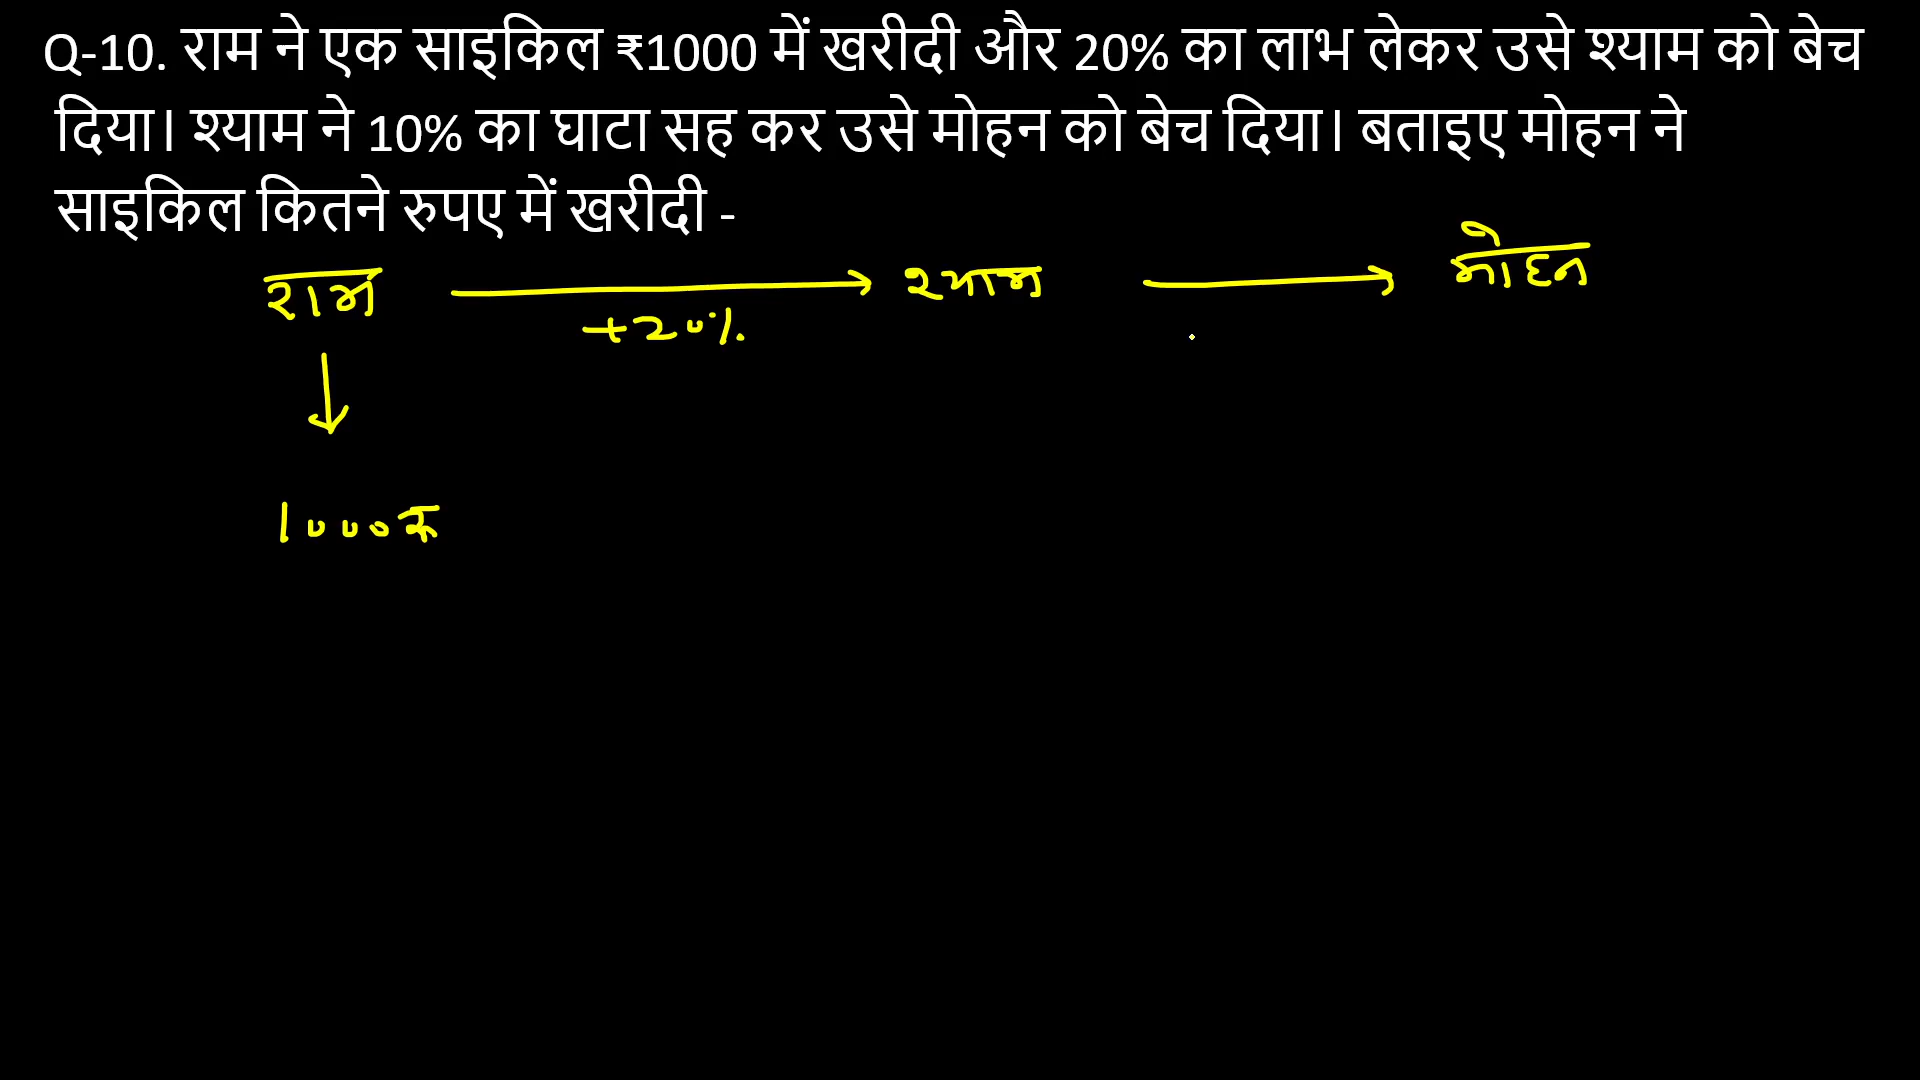 Q-10. राम ने एक साइकिल ₹1000 में खरीदी और 20% का लाभ लेकर उसे श्याम को बेच
दिया। श्याम ने 10% का घाटा सह कर उसे मोहन को बेच दिया। बताइए मोहन ने
साइकिल कितने रुपए में खरीदी -
राम श्याम मोहन
+20%
1000रु